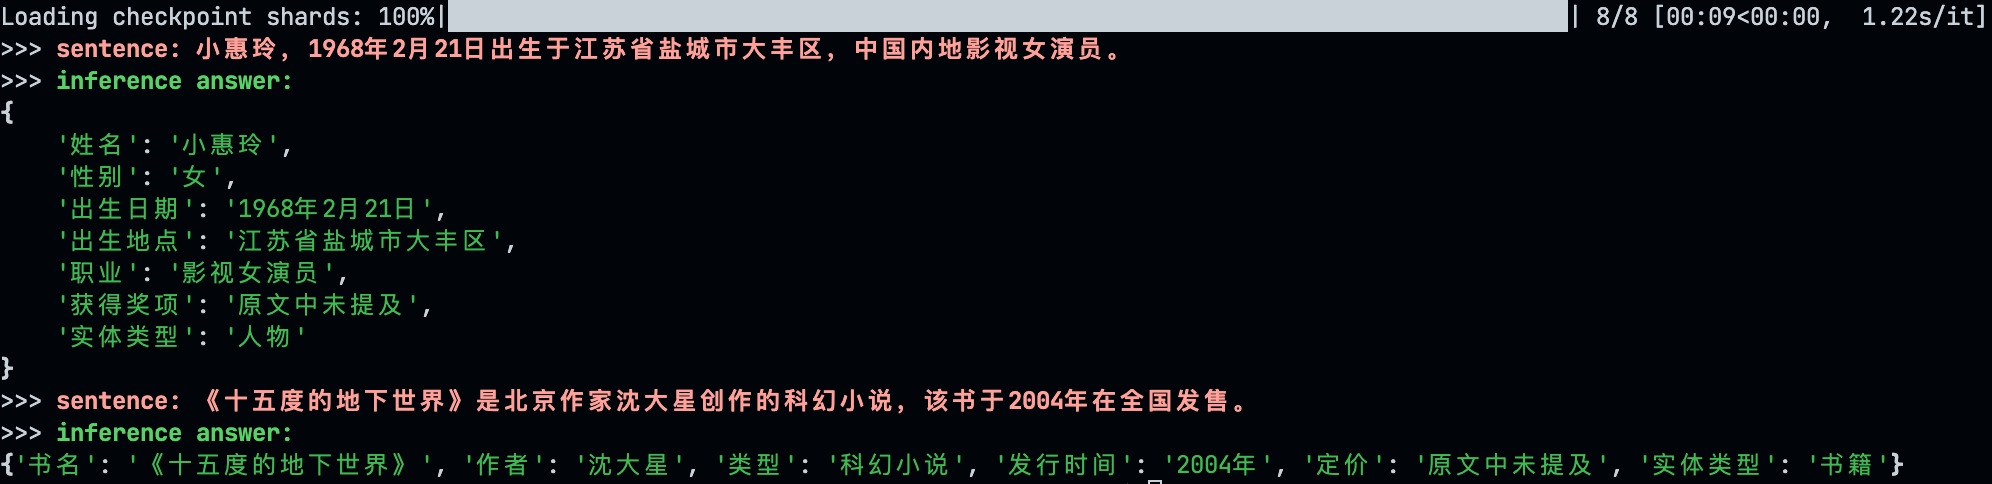 Loading checkpoint shards: 100%| | 8/8 [00:09<00:00, 1.22s/it]
>>> sentence: 小惠玲，1968年2月21日出生于江苏省盐城市大丰区，中国内地影视女演员。
>>> inference answer:
{
    '姓名': '小惠玲',
    '性别': '女',
    '出生日期': '1968年2月21日',
    '出生地点': '江苏省盐城市大丰区',
    '职业': '影视女演员',
    '获得奖项': '原文中未提及',
    '实体类型': '人物'
}
>>> sentence: 《十五度的地下世界》是北京作家沈大星创作的科幻小说，该书于2004年在全国发售。
>>> inference answer:
{'书名': '《十五度的地下世界》', '作者': '沈大星', '类型': '科幻小说', '发行时间': '2004年', '定价': '原文中未提及', '实体类型': '书籍'}